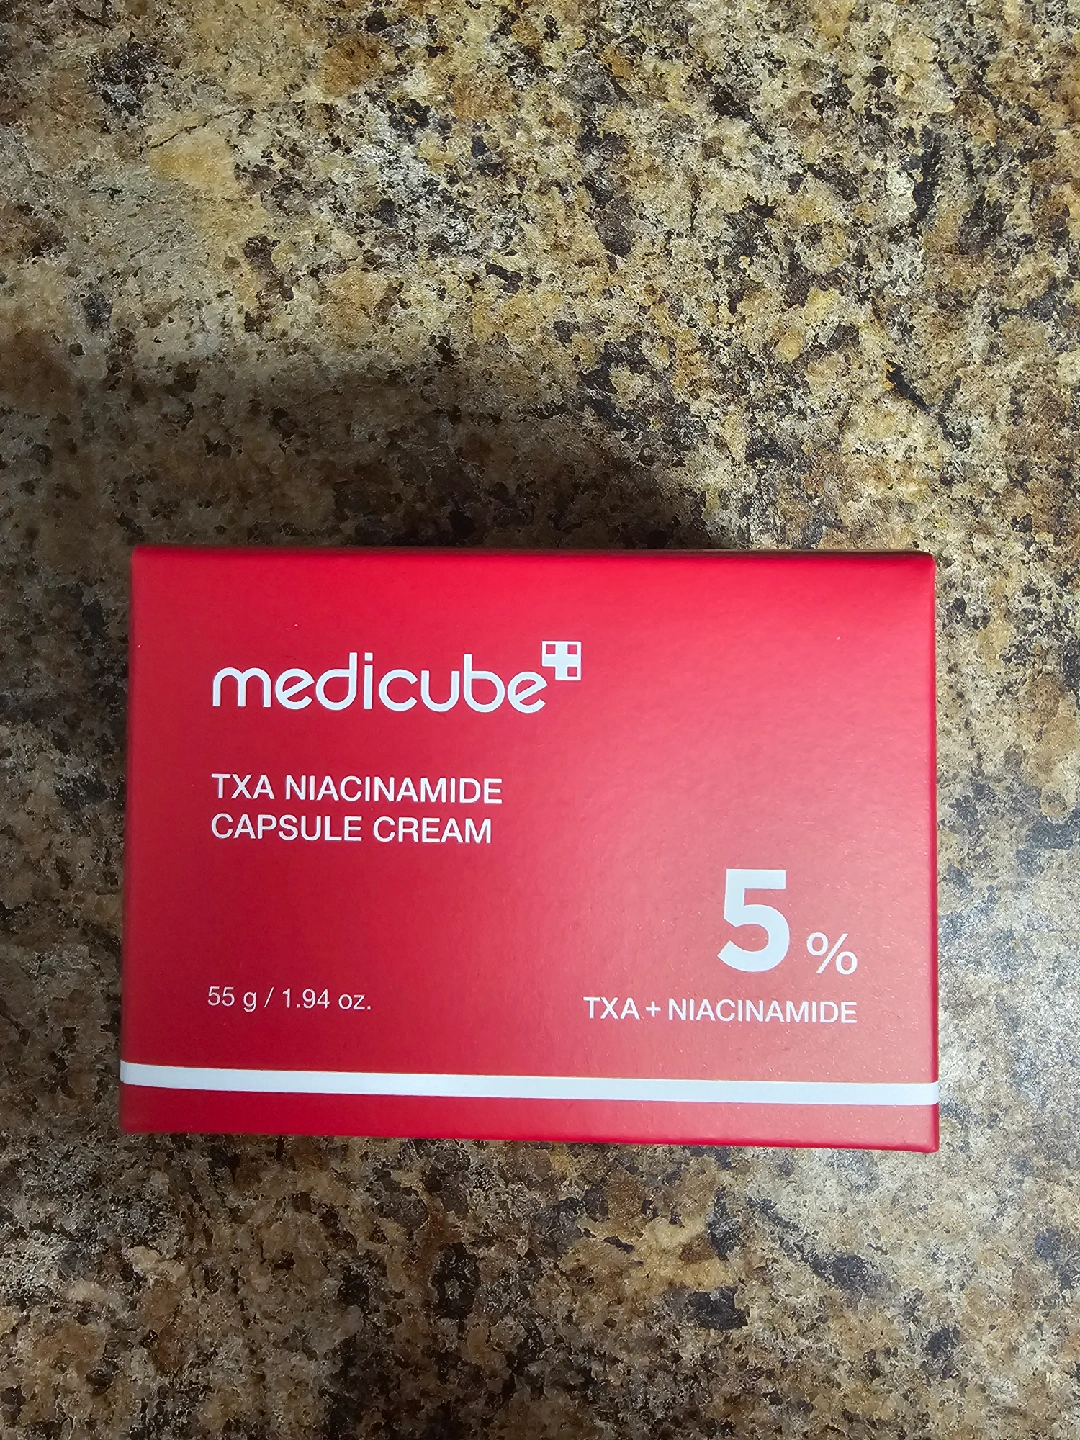 medicube
TXA NIACINAMIDE
CAPSULE CREAM
5 %
55 g / 1.94 oz.
TXA + NIACINAMIDE